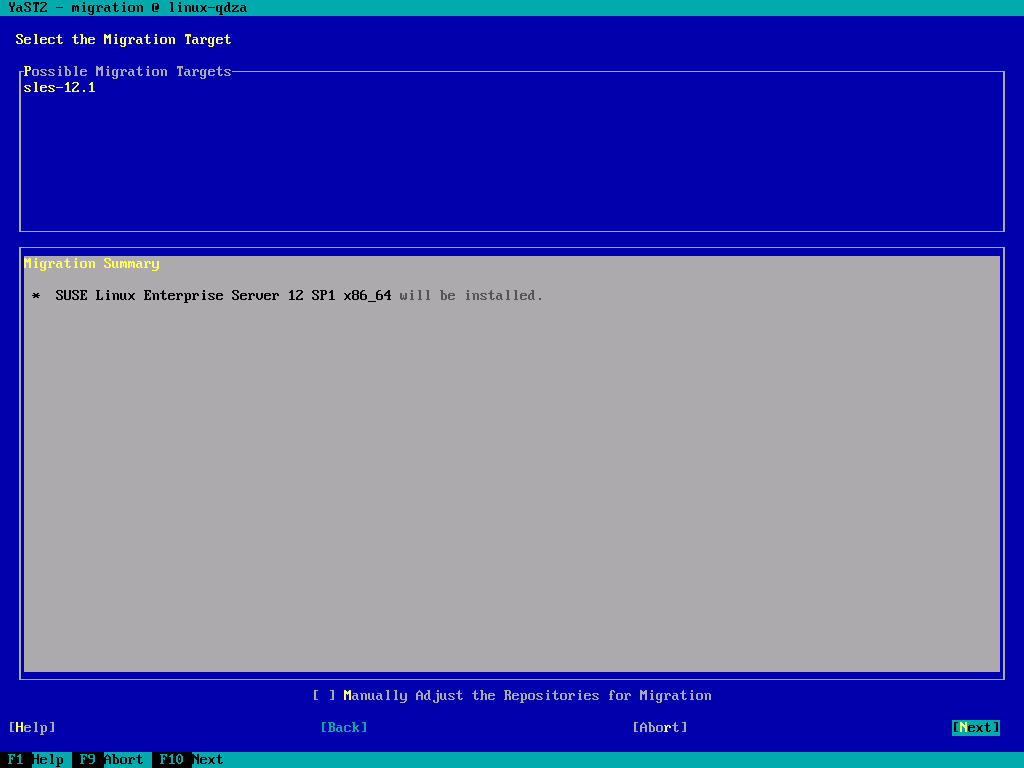 YaST2 - migration @ linux-qdza
Select the Migration Target
Possible Migration Targets
sles-12.1
Migration Summary
* SUSE Linux Enterprise Server 12 SP1 x86_64 will be installed.
[ ] Manually Adjust the Repositories for Migration
[Help] [Back] [Abort] [Next]
F1 Help F9 Abort F10 Next